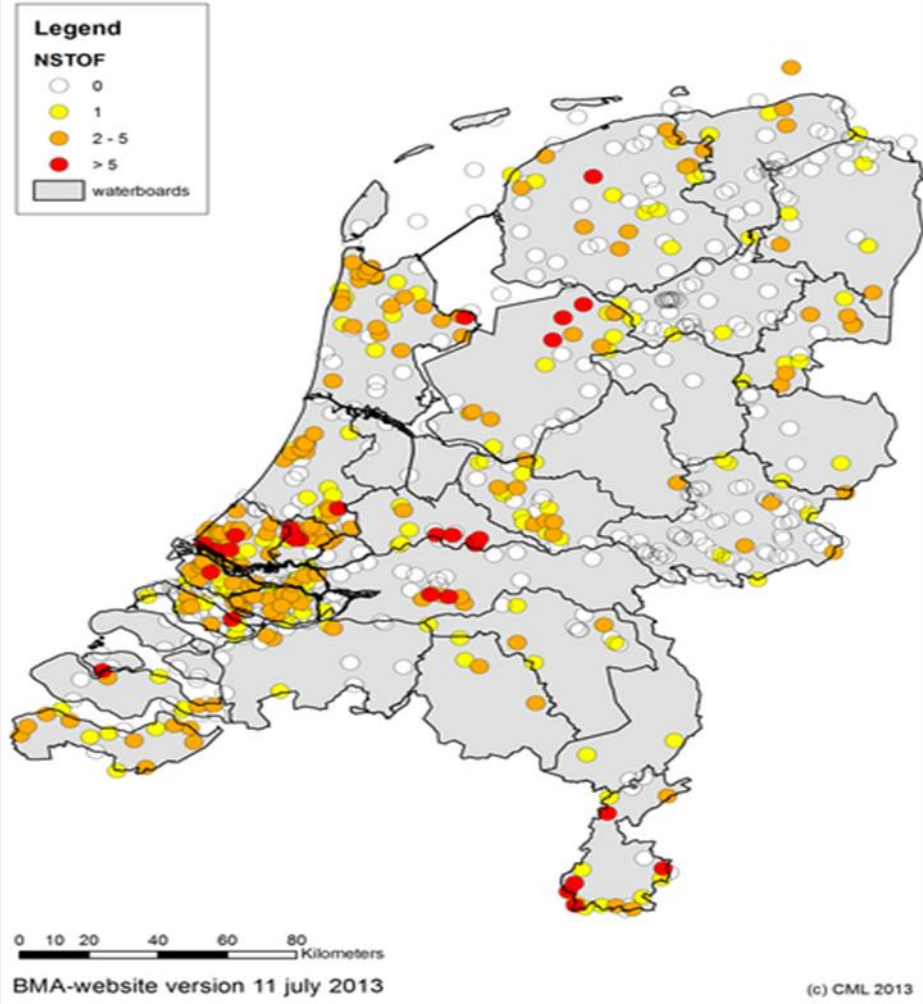 Legend
NSTOF
0
1
2 - 5
> 5
waterboards
0 10 20 40 60 80
Kilometers
BMA-website version 11 july 2013
(c) CML 2013